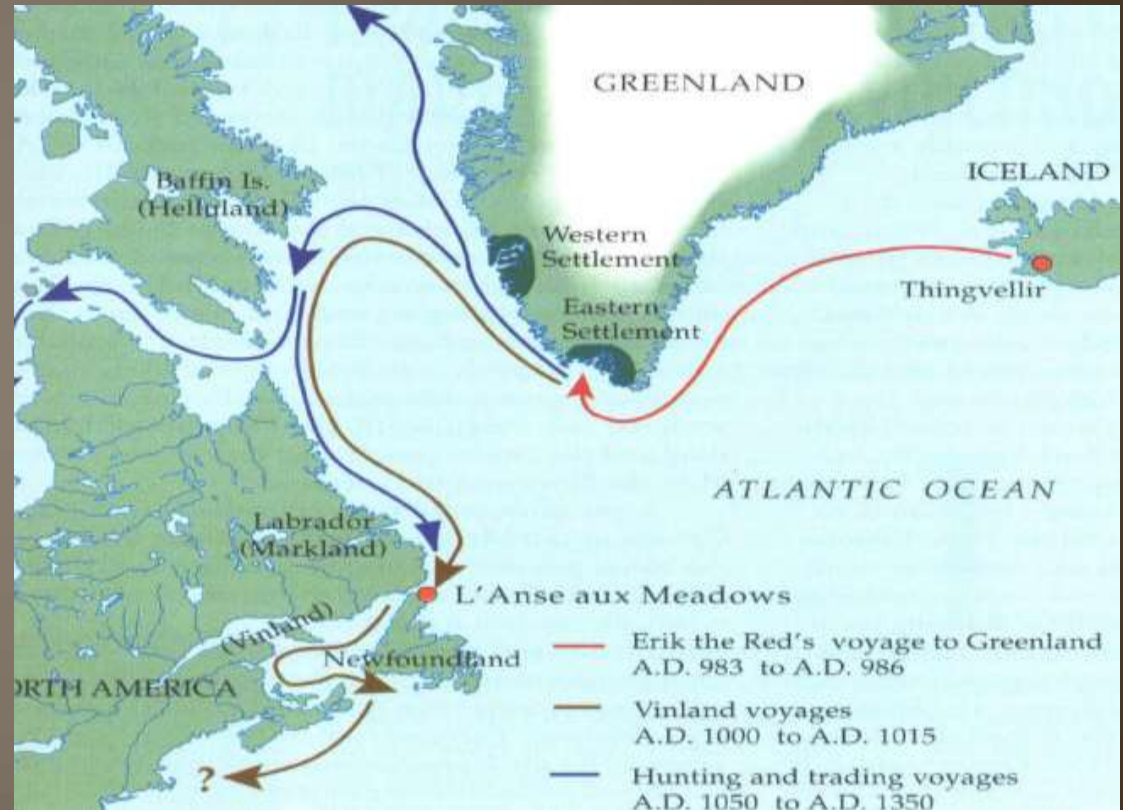 GREENLAND
ICELAND
Baffin Is.
(Helluland)
Western
Settlement
Thingvellir
Eastern
Settlement
ATLANTIC OCEAN
Labrador
(Markland)
L'Anse aux Meadows
(Vinland)
Newfoundland
ORTH AMERICA
?
Erik the Red's voyage to Greenland
A.D. 983 to A.D. 986
Vinland voyages
A.D. 1000 to A.D. 1015
Hunting and trading voyages
A.D. 1050 to A.D. 1350